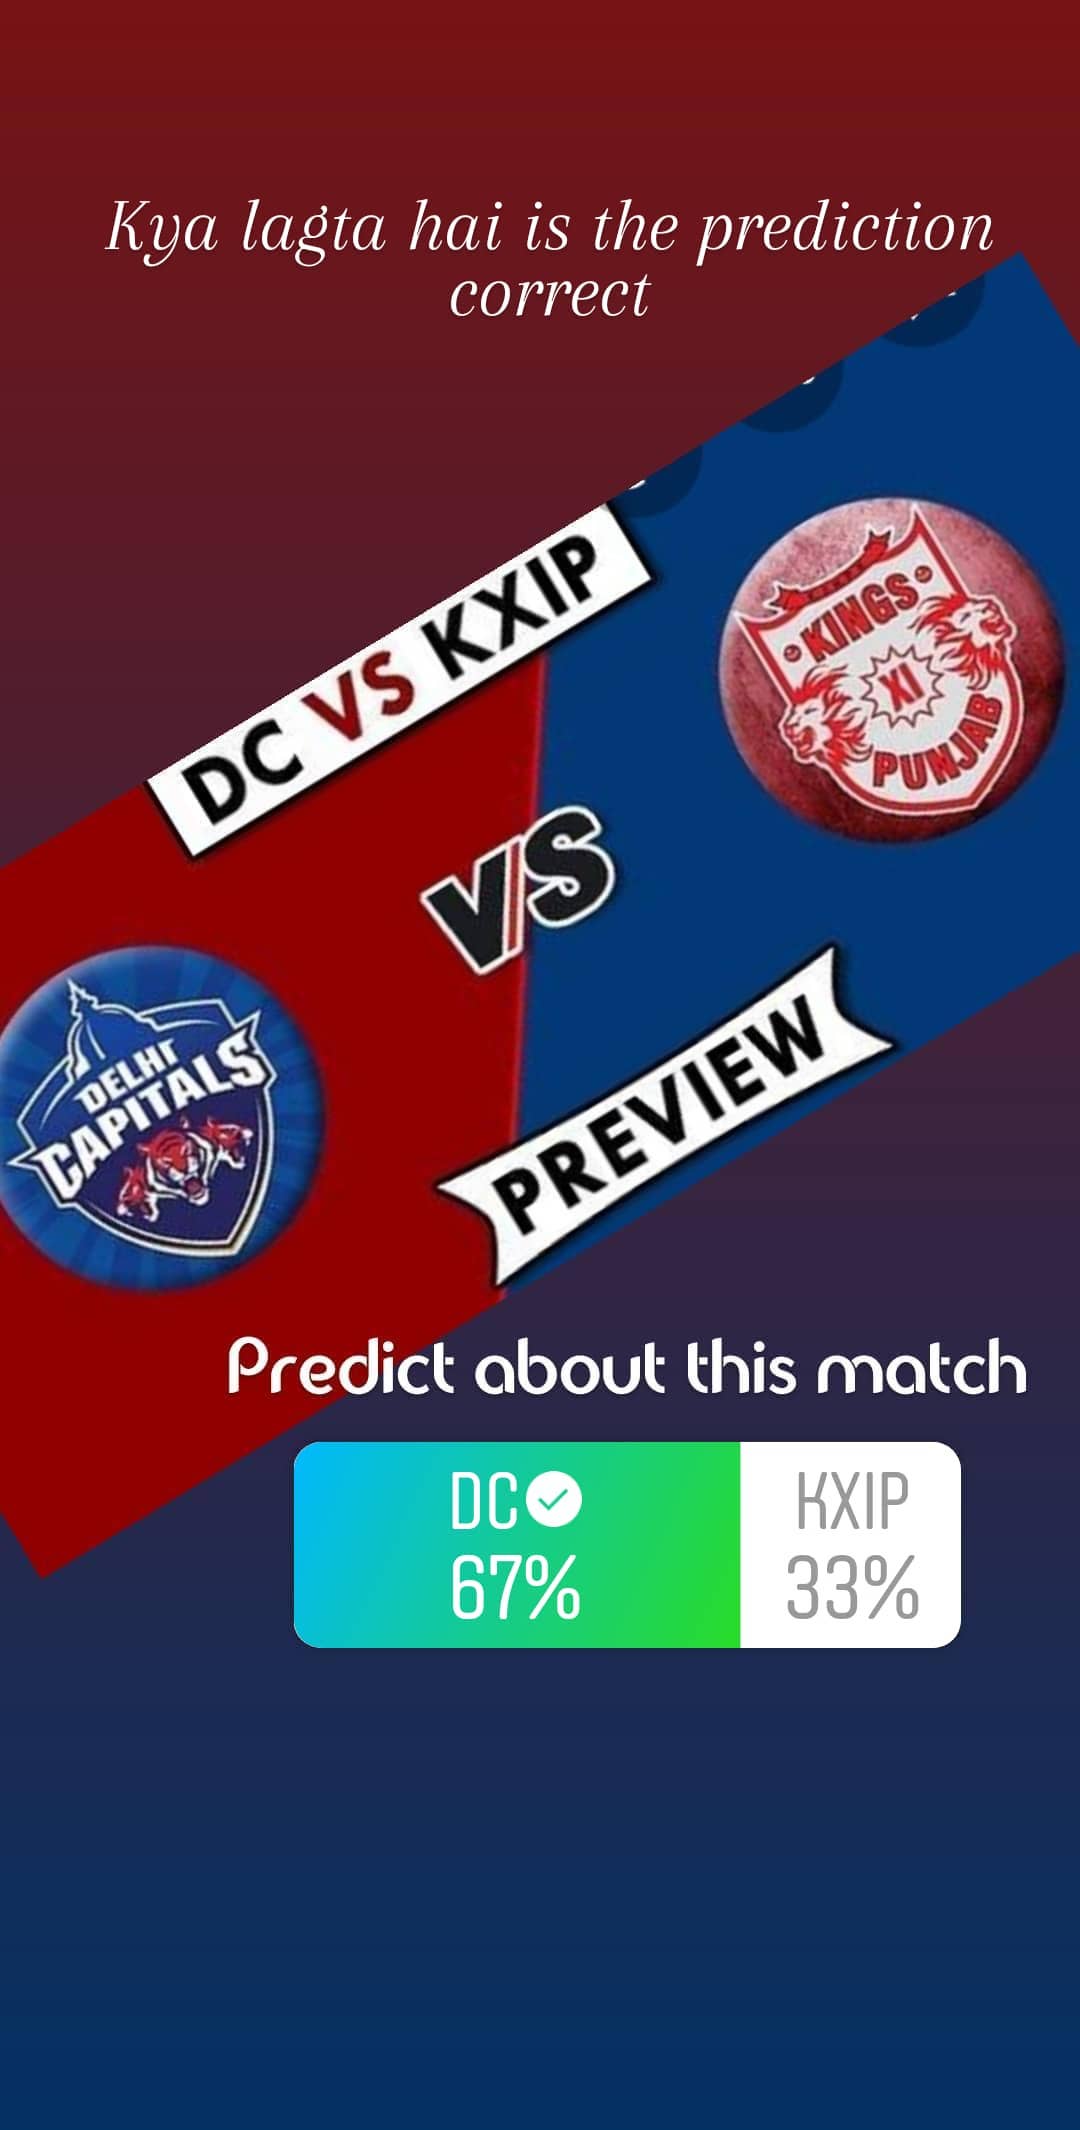 Kya lagta hai is the prediction
correct
DC VS KXIP
KINGS
XI
PUNJAB
VS
DELHI
CAPITALS
PREVIEW
Predict about this match
DC KXIP
67% 33%